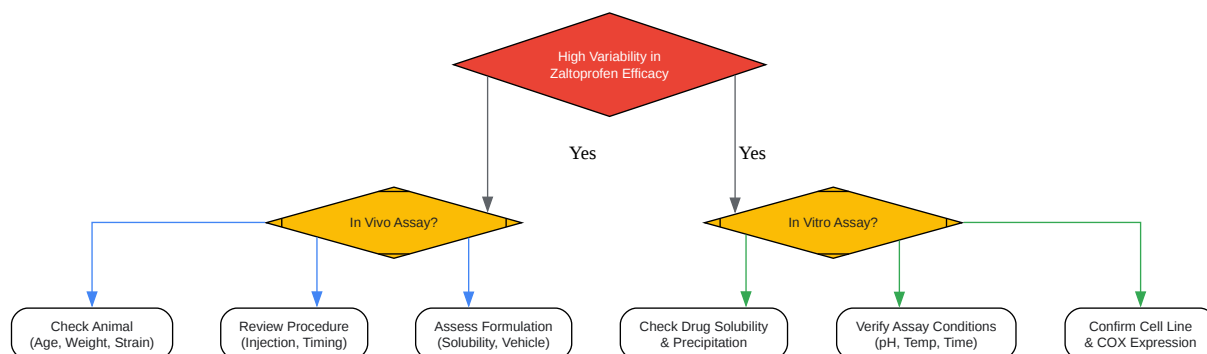 High Variability in
Zaltoprofen Efficacy
Yes
Yes
In Vivo Assay?
In Vitro Assay?
Check Animal
(Age, Weight, Strain)
Review Procedure
(Injection, Timing)
Assess Formulation
(Solubility, Vehicle)
Check Drug Solubility
& Precipitation
Verify Assay Conditions
(pH, Temp, Time)
Confirm Cell Line
& COX Expression